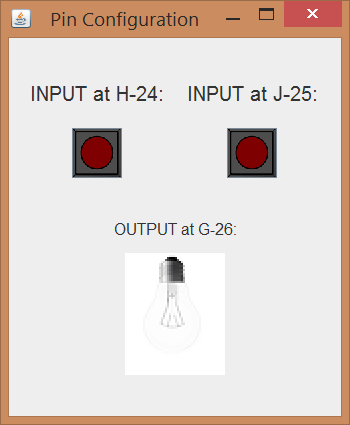 Pin Configuration
INPUT at H-24: INPUT at J-25:
OUTPUT at G-26: